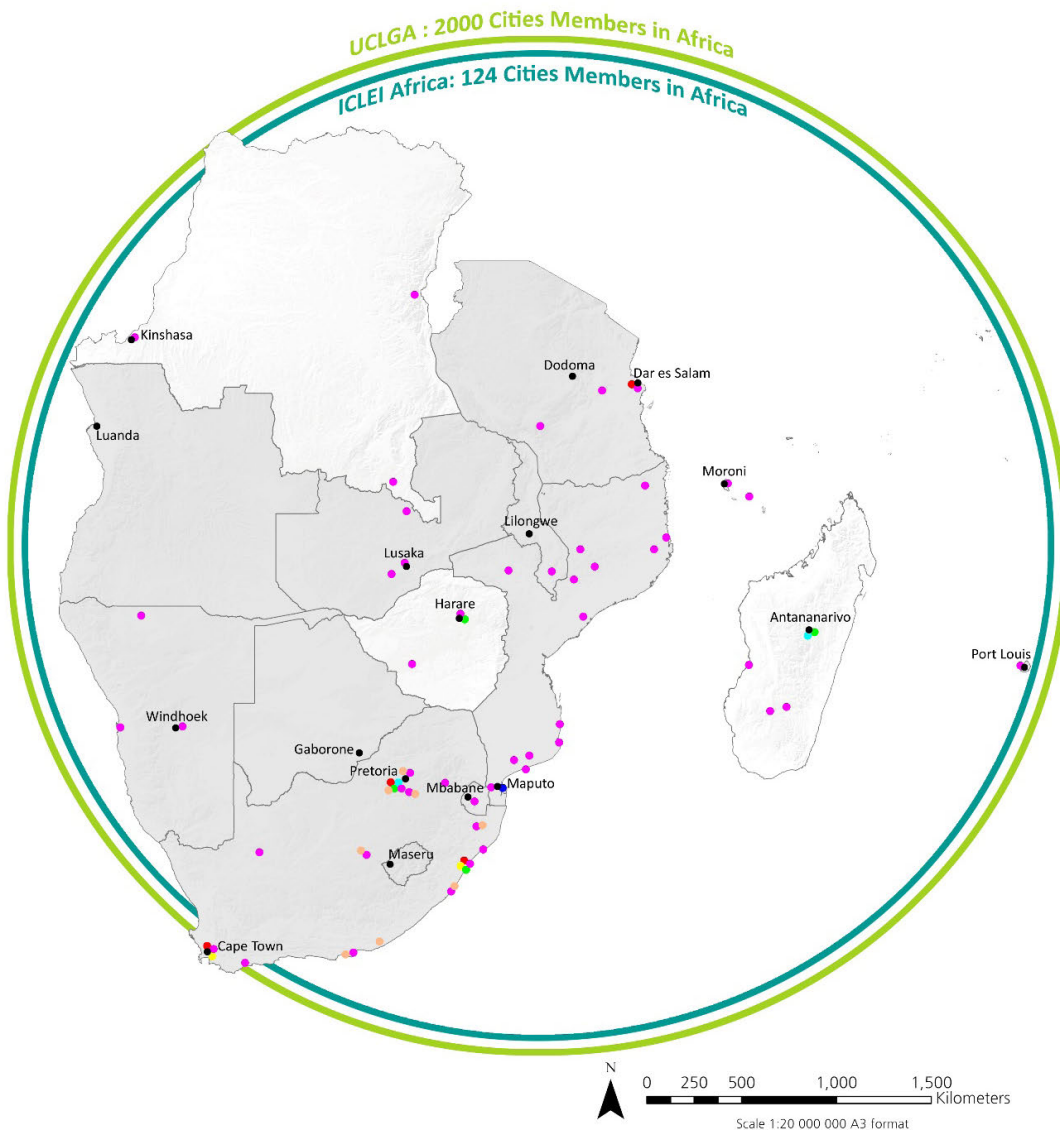 UCLGA : 2000 Cities Members in Africa
ICLEI Africa: 124 Cities Members in Africa
Kinshasa
Dodoma
Dar es Salam
Luanda
Moroni
Lilongwe
Lusaka
Harare
Antananarivo
Port Louis
Windhoek
Gaborone
Pretoria
Mbabane
Maputo
Maseru
Cape Town
N
0 250 500 1,000 1,500
Kilometers
Scale 1:20 000 000 A3 format